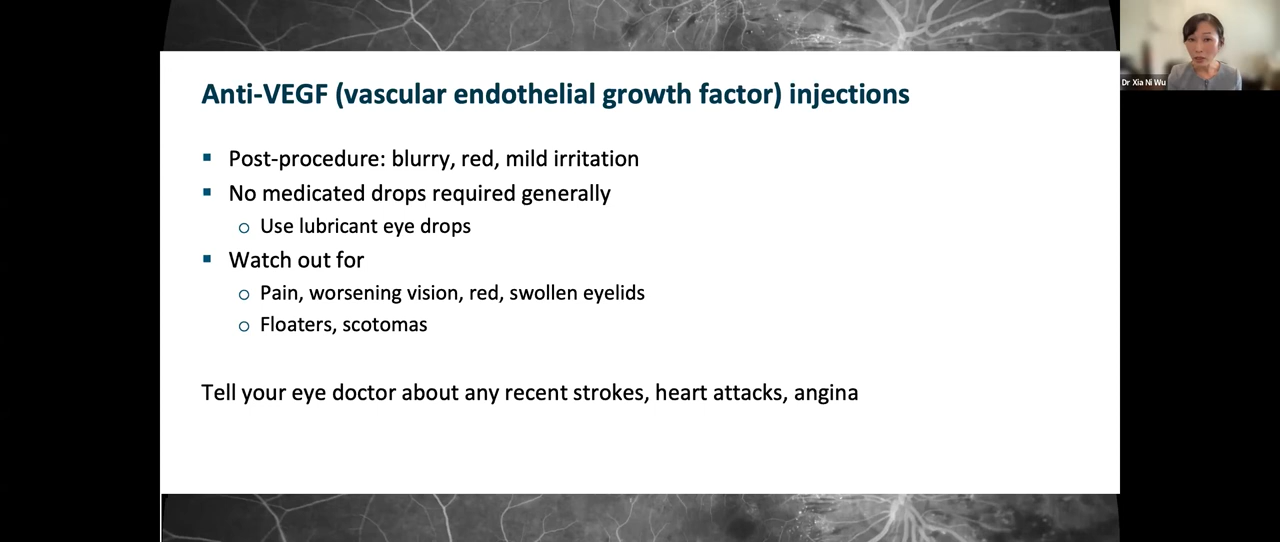 Anti-VEGF (vascular endothelial growth factor) injections
▪ Post-procedure: blurry, red, mild irritation
▪ No medicated drops required generally
o Use lubricant eye drops
▪ Watch out for
o Pain, worsening vision, red, swollen eyelids
o Floaters, scotomas
Tell your eye doctor about any recent strokes, heart attacks, angina
Dr Xia Ni Wu